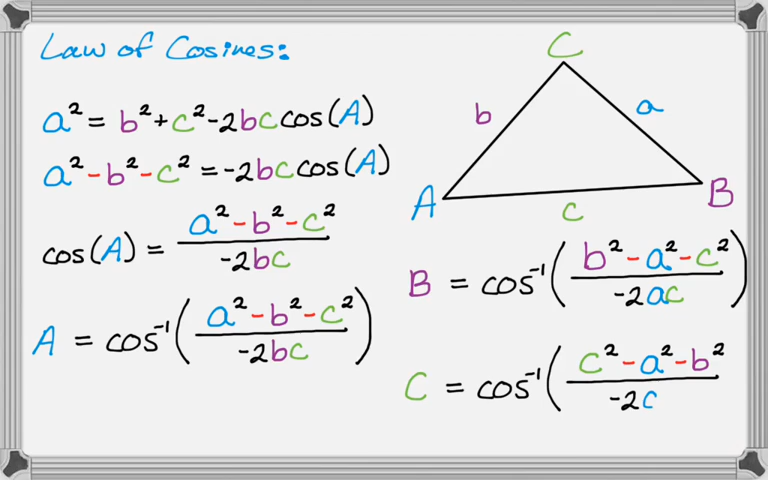 Law of Cosines:
a² = b² + c² - 2bc cos(A)
a² - b² - c² = -2bc cos(A)
cos(A) = (a² - b² - c²) / (-2bc)
A = cos⁻¹((a² - b² - c²) / (-2bc))
C
b
a
A
B
c
B = cos⁻¹((b² - a² - c²) / (-2ac))
C = cos⁻¹((c² - a² - b²) / (-2c